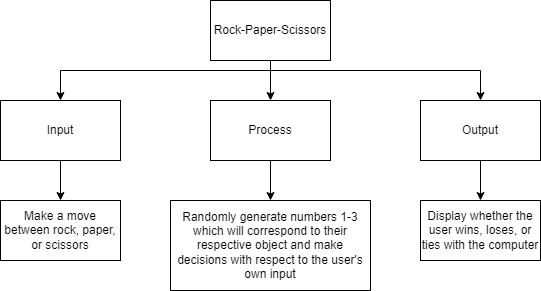 Rock-Paper-Scissors
Input
Process
Output
Make a move
between rock, paper,
or scissors
Randomly generate numbers 1-3
which will correspond to their
respective object and make
decisions with respect to the user's
own input
Display whether the
user wins, loses, or
ties with the computer